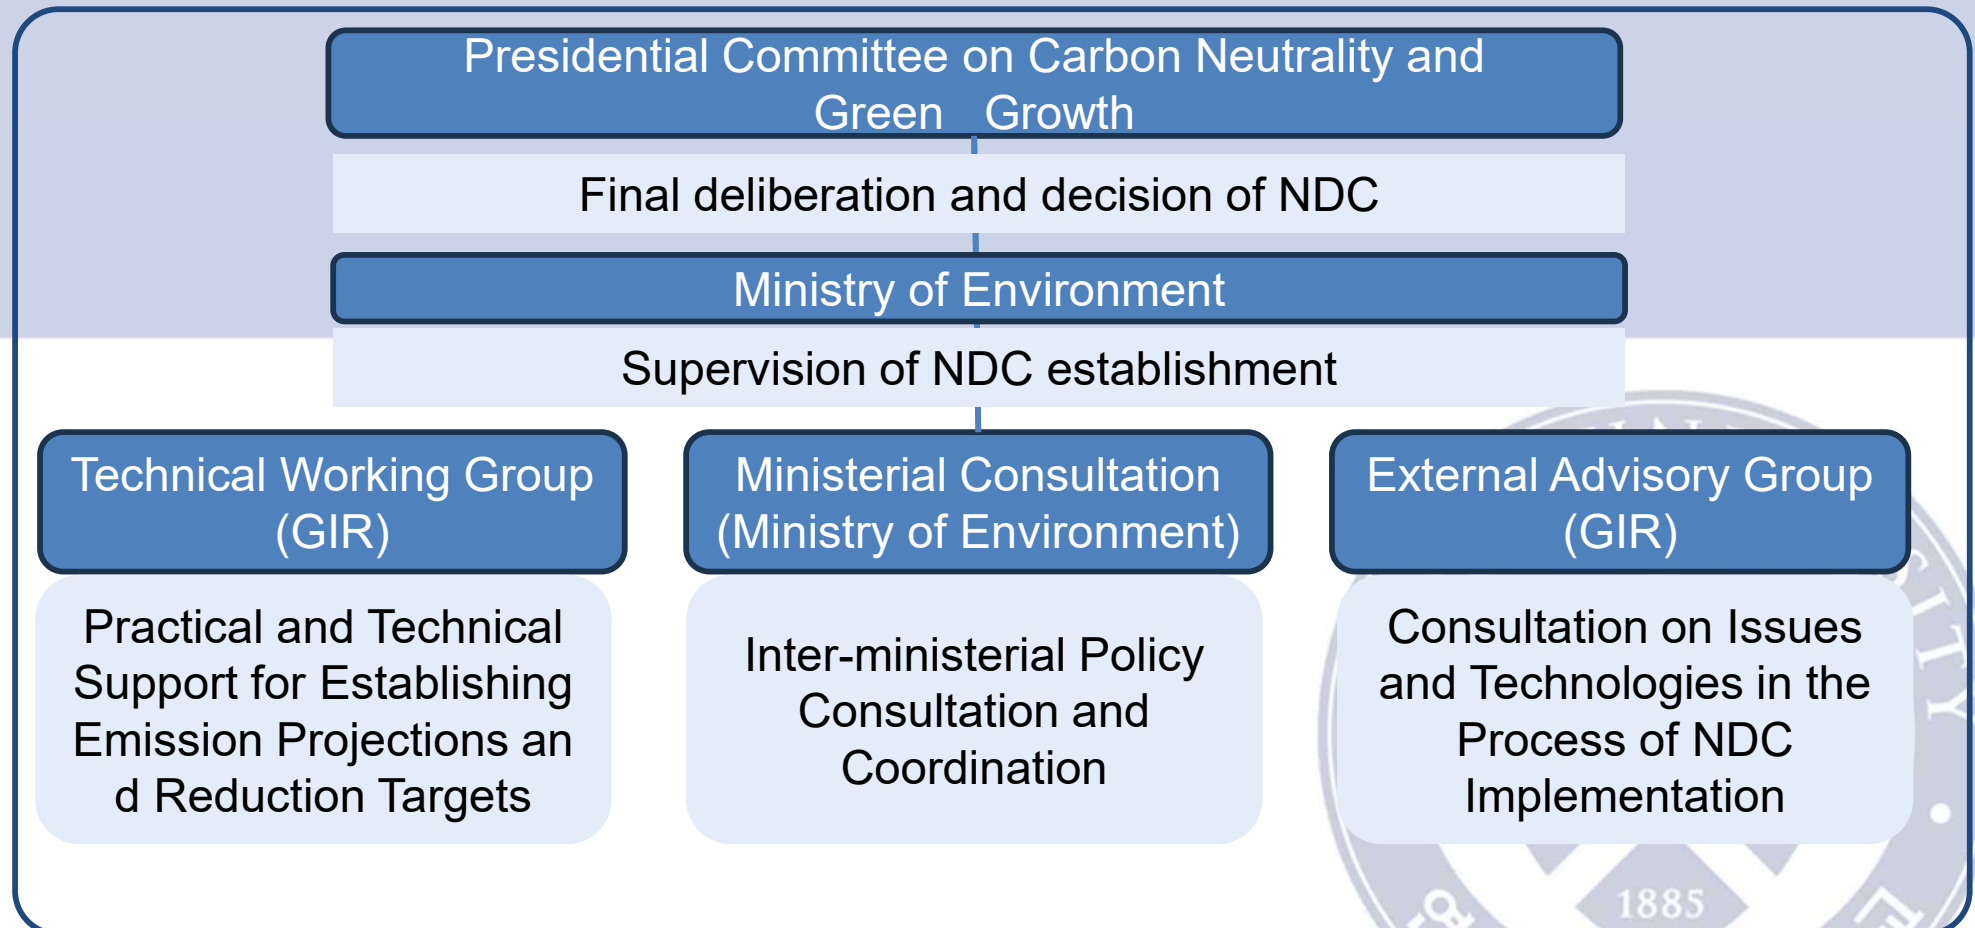 Presidential Committee on Carbon Neutrality and
Green Growth
Final deliberation and decision of NDC
Ministry of Environment
Supervision of NDC establishment
Technical Working Group
(GIR)
Practical and Technical
Support for Establishing
Emission Projections an
d Reduction Targets
Ministerial Consultation
(Ministry of Environment)
Inter-ministerial Policy
Consultation and
Coordination
External Advisory Group
(GIR)
Consultation on Issues
and Technologies in the
Process of NDC
Implementation
1885